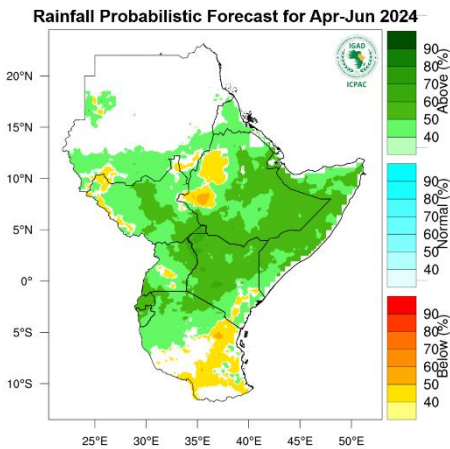 Rainfall Probabilistic Forecast for Apr-Jun 2024
IGAD
ICPAC
20°N
15°N
10°N
5°N
0°
5°S
10°S
25°E 30°E 35°E 40°E 45°E 50°E
90
80
70
60
50
40
Above (%)
90
80
70
60
50
40
Normal (%)
90
80
70
60
50
40
Below (%)